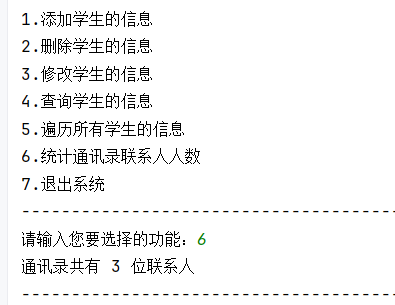 1.添加学生的信息
2.删除学生的信息
3.修改学生的信息
4.查询学生的信息
5.遍历所有学生的信息
6.统计通讯录联系人人数
7.退出系统
----------------------------------------
请输入您要选择的功能：6
通讯录共有 3 位联系人
----------------------------------------